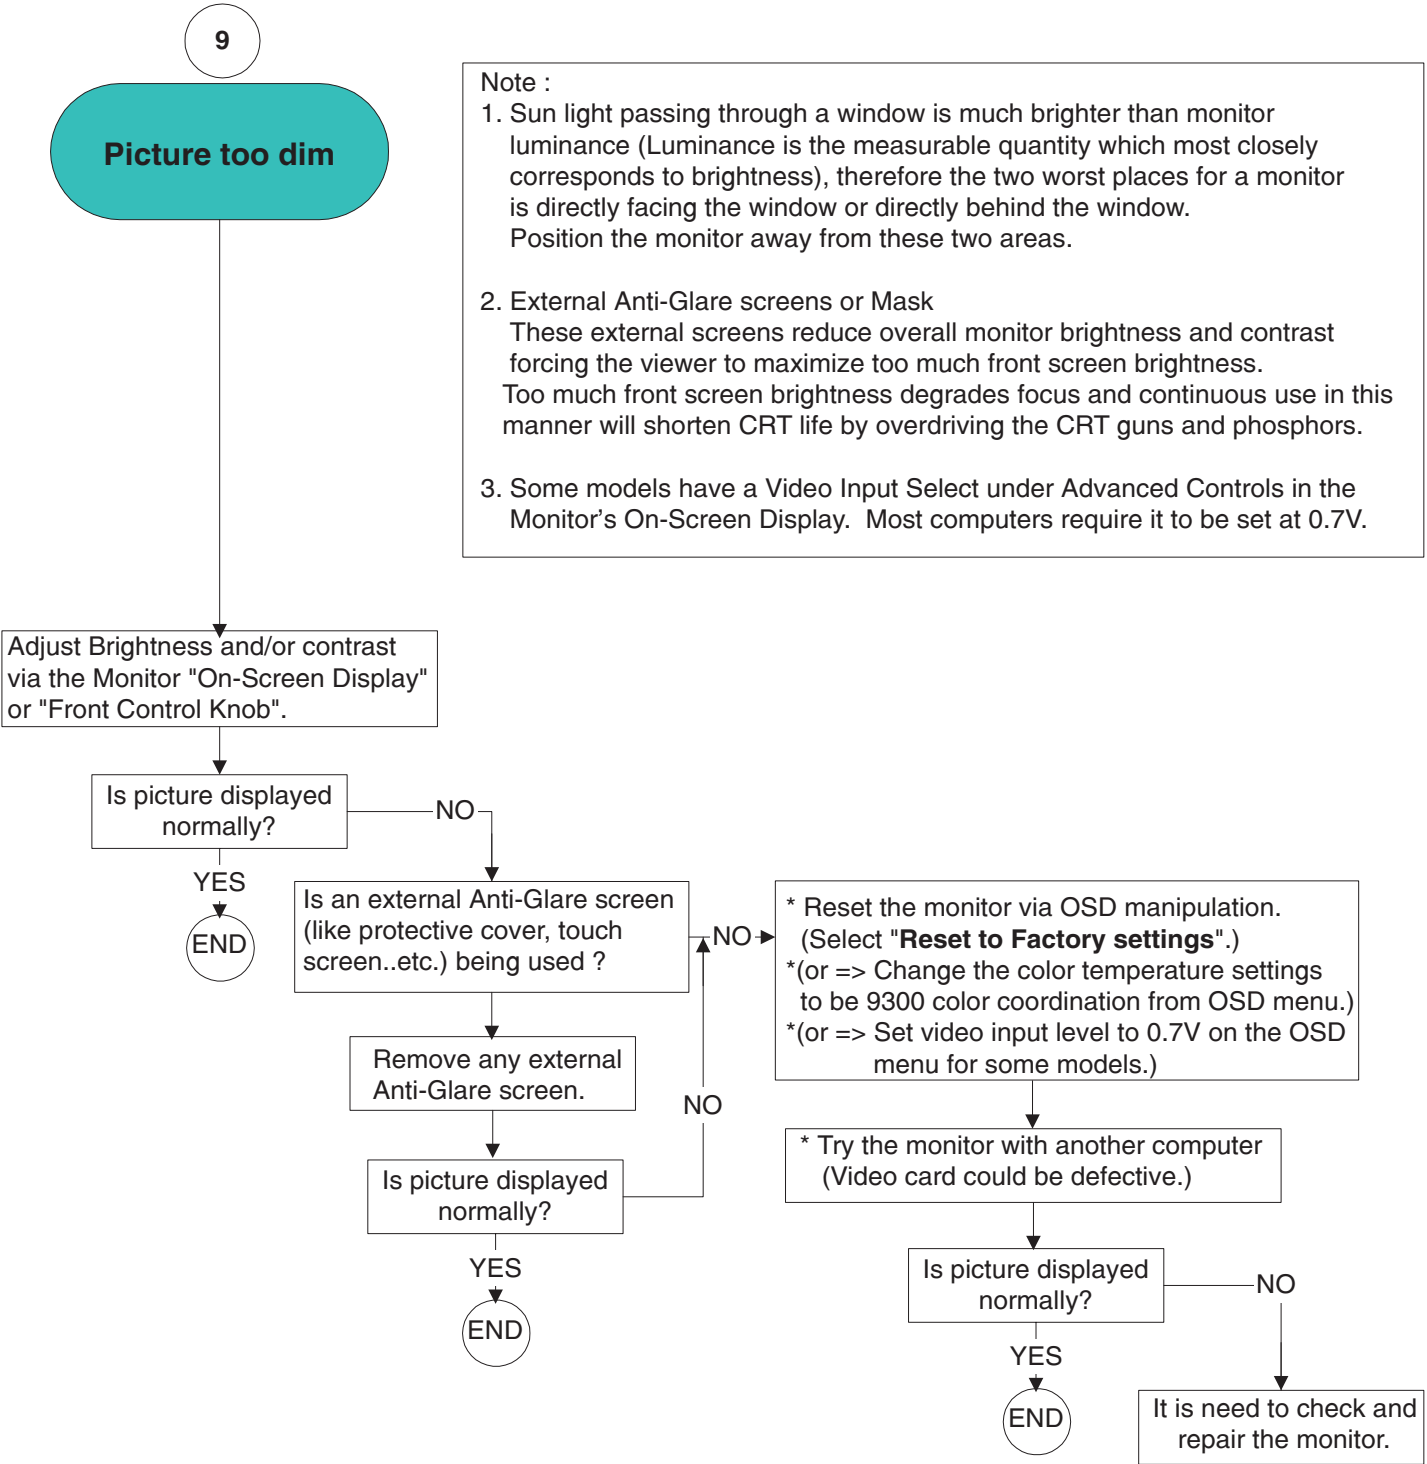 9
Picture too dim
Note :
1. Sun light passing through a window is much brighter than monitor
luminance (Luminance is the measurable quantity which most closely
corresponds to brightness), therefore the two worst places for a monitor
is directly facing the window or directly behind the window.
Position the monitor away from these two areas.
2. External Anti-Glare screens or Mask
These external screens reduce overall monitor brightness and contrast
forcing the viewer to maximize too much front screen brightness.
Too much front screen brightness degrades focus and continuous use in this
manner will shorten CRT life by overdriving the CRT guns and phosphors.
3. Some models have a Video Input Select under Advanced Controls in the
Monitor's On-Screen Display.  Most computers require it to be set at 0.7V.
Adjust Brightness and/or contrast
via the Monitor "On-Screen Display"
or "Front Control Knob".
Is picture displayed
normally?
NO
YES
END
Is an external Anti-Glare screen
(like protective cover, touch
screen..etc.) being used ?
NO
Remove any external
Anti-Glare screen.
Is picture displayed
normally?
NO
YES
END
* Reset the monitor via OSD manipulation.
(Select "Reset to Factory settings".)
*(or => Change the color temperature settings
to be 9300 color coordination from OSD menu.)
*(or => Set video input level to 0.7V on the OSD
menu for some models.)
* Try the monitor with another computer
(Video card could be defective.)
Is picture displayed
normally?
NO
YES
END
It is need to check and
repair the monitor.